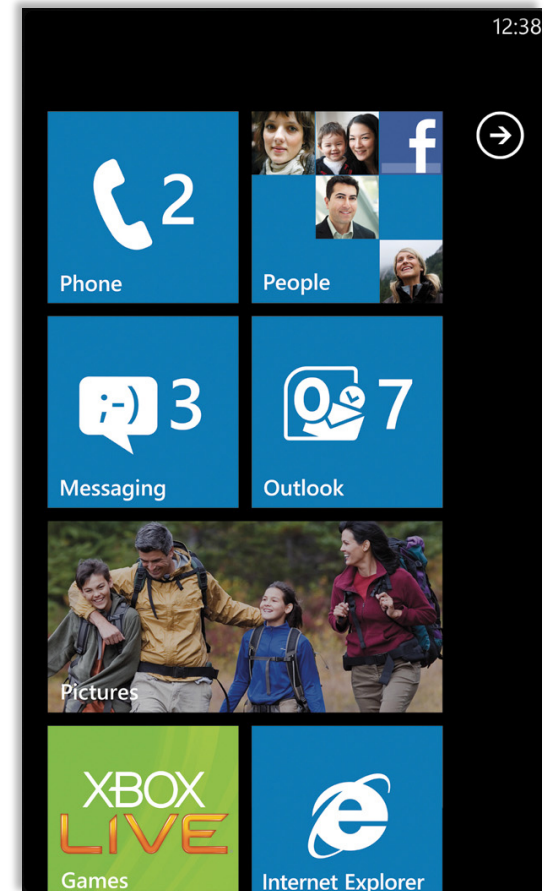 12:38
2
Phone
People
f
;-) 3
Messaging
O 7
Outlook
Pictures
XBOX
LIVE
Games
e
Internet Explorer